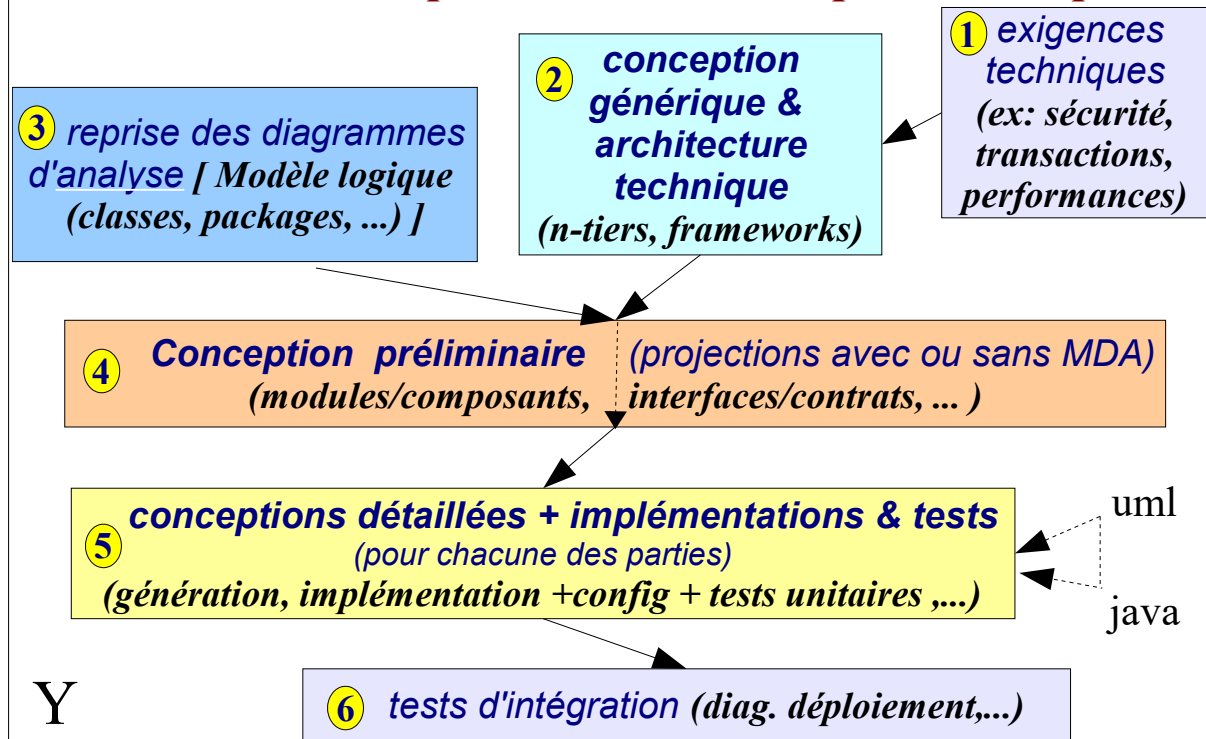 1 exigences
techniques
(ex: sécurité,
transactions,
performances)
2 conception
générique &
architecture
technique
(n-tiers, frameworks)
3 reprise des diagrammes
d'analyse [ Modèle logique
(classes, packages, ...) ]
4 Conception préliminaire (projections avec ou sans MDA)
(modules/composants, interfaces/contrats, ... )
5 conceptions détaillées + implémentations & tests
(pour chacune des parties)
(génération, implémentation +config + tests unitaires ,...)
uml
java
Y
6 tests d'intégration (diag. déploiement,...)